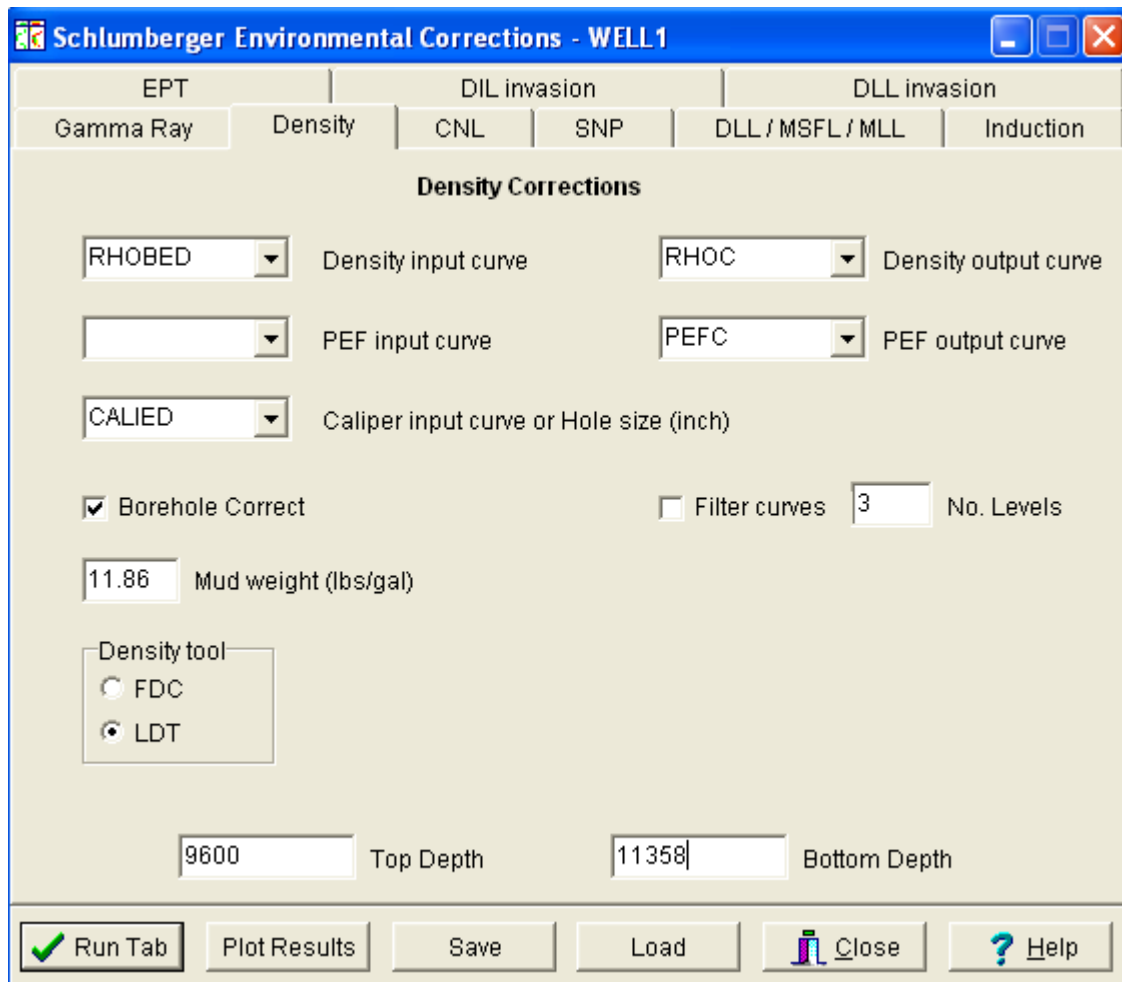 Schlumberger Environmental Corrections - WELL1
EPT DIL invasion DLL invasion
Gamma Ray Density CNL SNP DLL / MSFL / MLL Induction
Density Corrections
RHOBED Density input curve RHOC Density output curve
PEF input curve PEFC PEF output curve
CALIED Caliper input curve or Hole size (inch)
Borehole Correct Filter curves 3 No. Levels
11.86 Mud weight (lbs/gal)
Density tool
FDC
LDT
9600 Top Depth 11358 Bottom Depth
Run Tab Plot Results Save Load Close Help